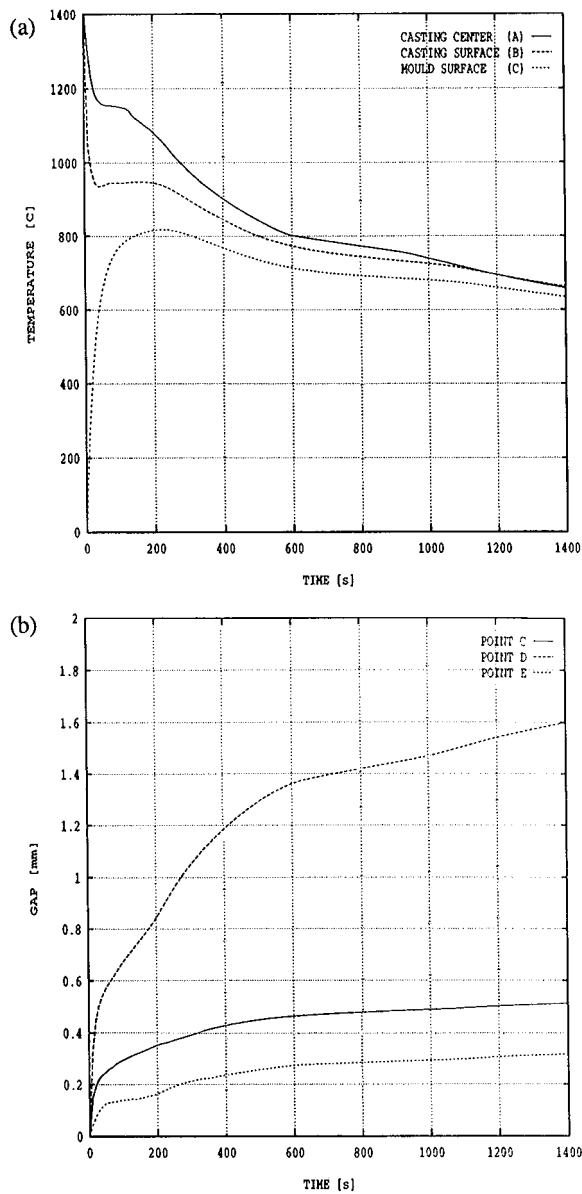 (a)
1400
1200
1000
800
600
400
200
0
TEMPERATURE [C]
CASTING CENTER (A)
CASTING SURFACE (B)
MOULD SURFACE (C)
0 200 400 600 800 1000 1200 1400
TIME [s]
(b)
2
1.8
1.6
1.4
1.2
1
0.8
0.6
0.4
0.2
0
GAP [mm]
POINT C
POINT D
POINT E
0 200 400 600 800 1000 1200 1400
TIME [s]